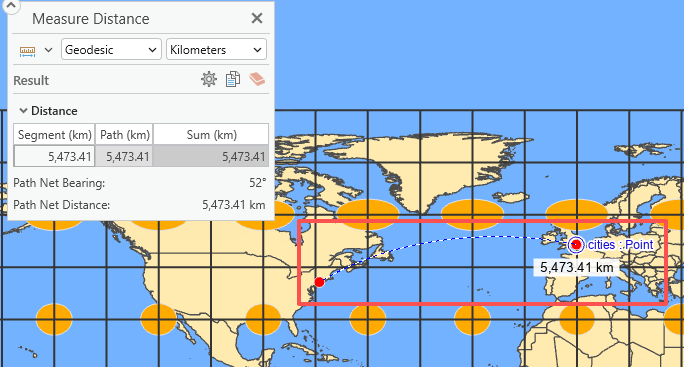 Measure Distance
Geodesic Kilometers
Result
Distance
Segment (km) Path (km) Sum (km)
5,473.41 5,473.41 5,473.41
Path Net Bearing: 52°
Path Net Distance: 5,473.41 km
cities : Point
5,473.41 km